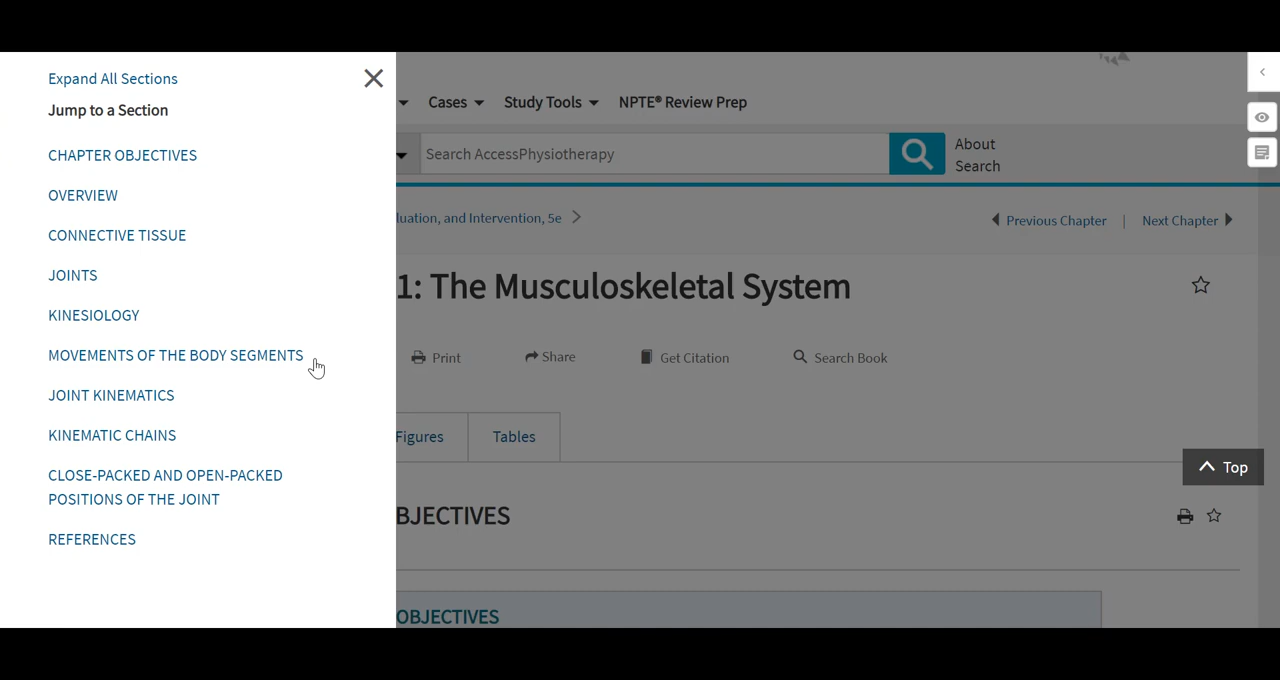 Expand All Sections
Jump to a Section
CHAPTER OBJECTIVES
OVERVIEW
CONNECTIVE TISSUE
JOINTS
KINESIOLOGY
MOVEMENTS OF THE BODY SEGMENTS
JOINT KINEMATICS
KINEMATIC CHAINS
CLOSE-PACKED AND OPEN-PACKED
POSITIONS OF THE JOINT
REFERENCES
Cases Study Tools NPTE® Review Prep
Search AccessPhysiotherapy
About
Search
luation, and Intervention, 5e
Previous Chapter | Next Chapter
1: The Musculoskeletal System
Print Share Get Citation Search Book
Figures Tables
Top
BJECTIVES
OBJECTIVES